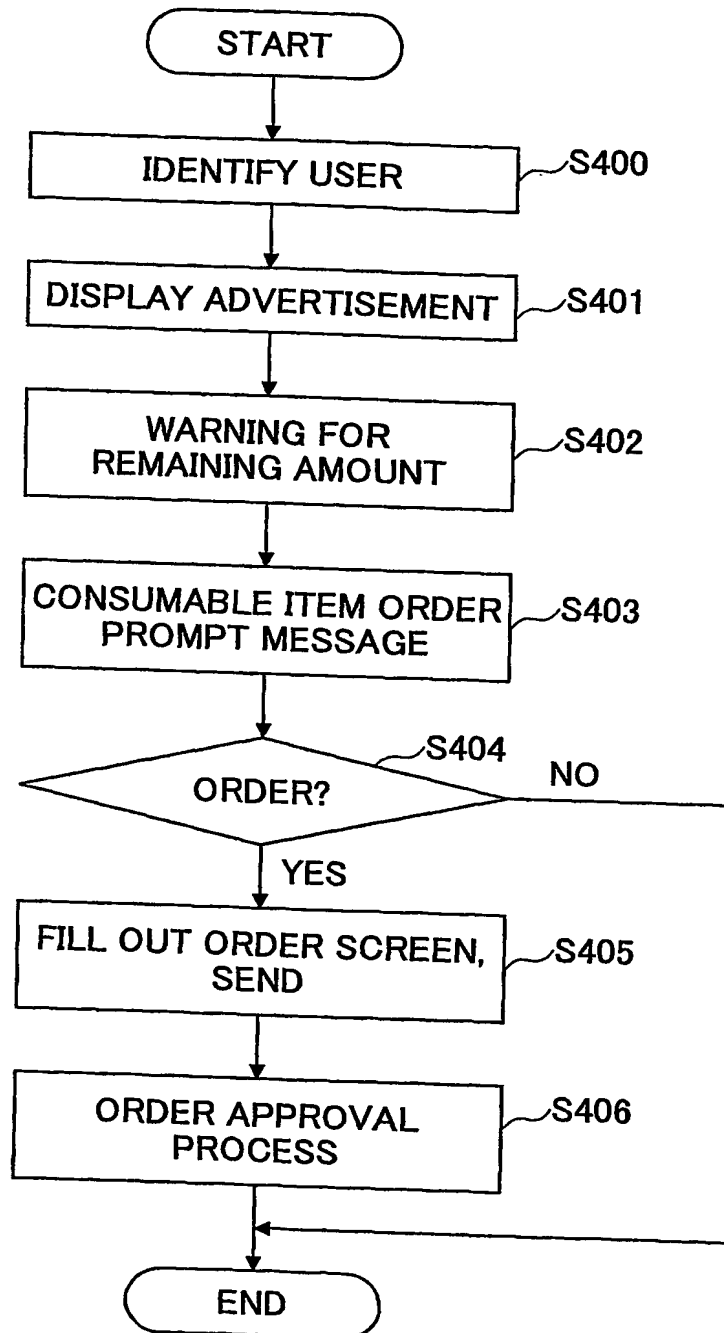 START
IDENTIFY USER
S400
DISPLAY ADVERTISEMENT
S401
WARNING FOR
REMAINING AMOUNT
S402
CONSUMABLE ITEM ORDER
PROMPT MESSAGE
S403
S404
ORDER?
NO
YES
FILL OUT ORDER SCREEN,
SEND
S405
ORDER APPROVAL
PROCESS
S406
END